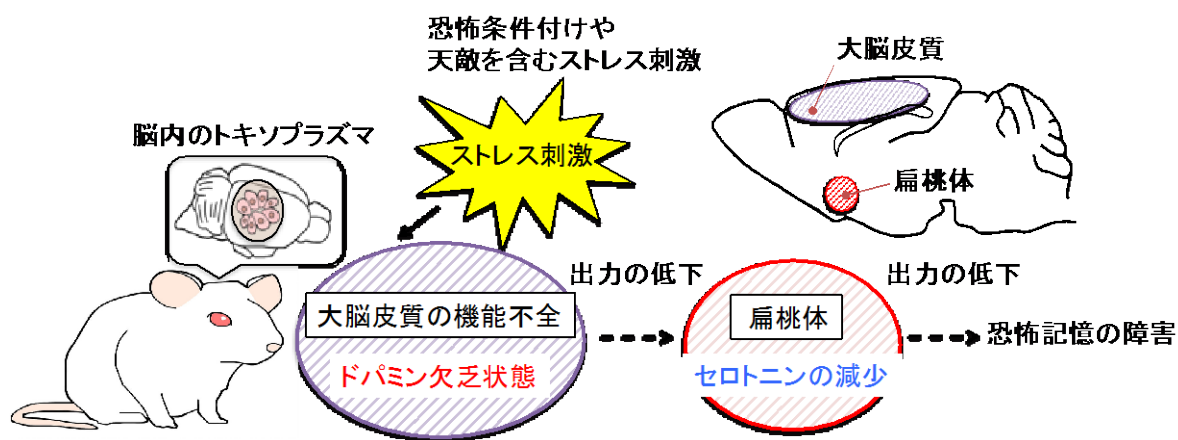 恐怖条件付けや
天敵を含むストレス刺激
大脳皮質
脳内のトキソプラズマ
ストレス刺激
扁桃体
出力の低下
出力の低下
大脳皮質の機能不全
扁桃体
恐怖記憶の障害
ドパミン欠乏状態
セロトニンの減少